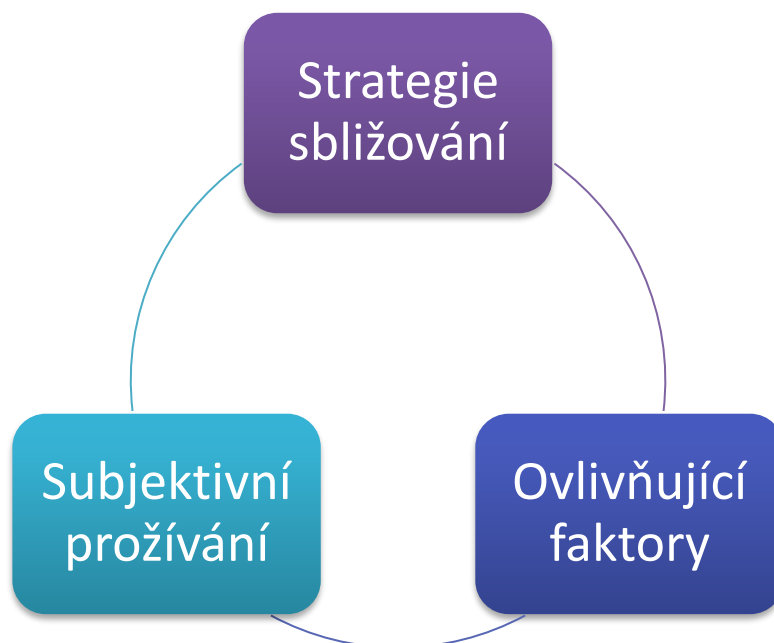 Strategie
sbližování
Subjektivní
prožívání
Ovlivňující
faktory